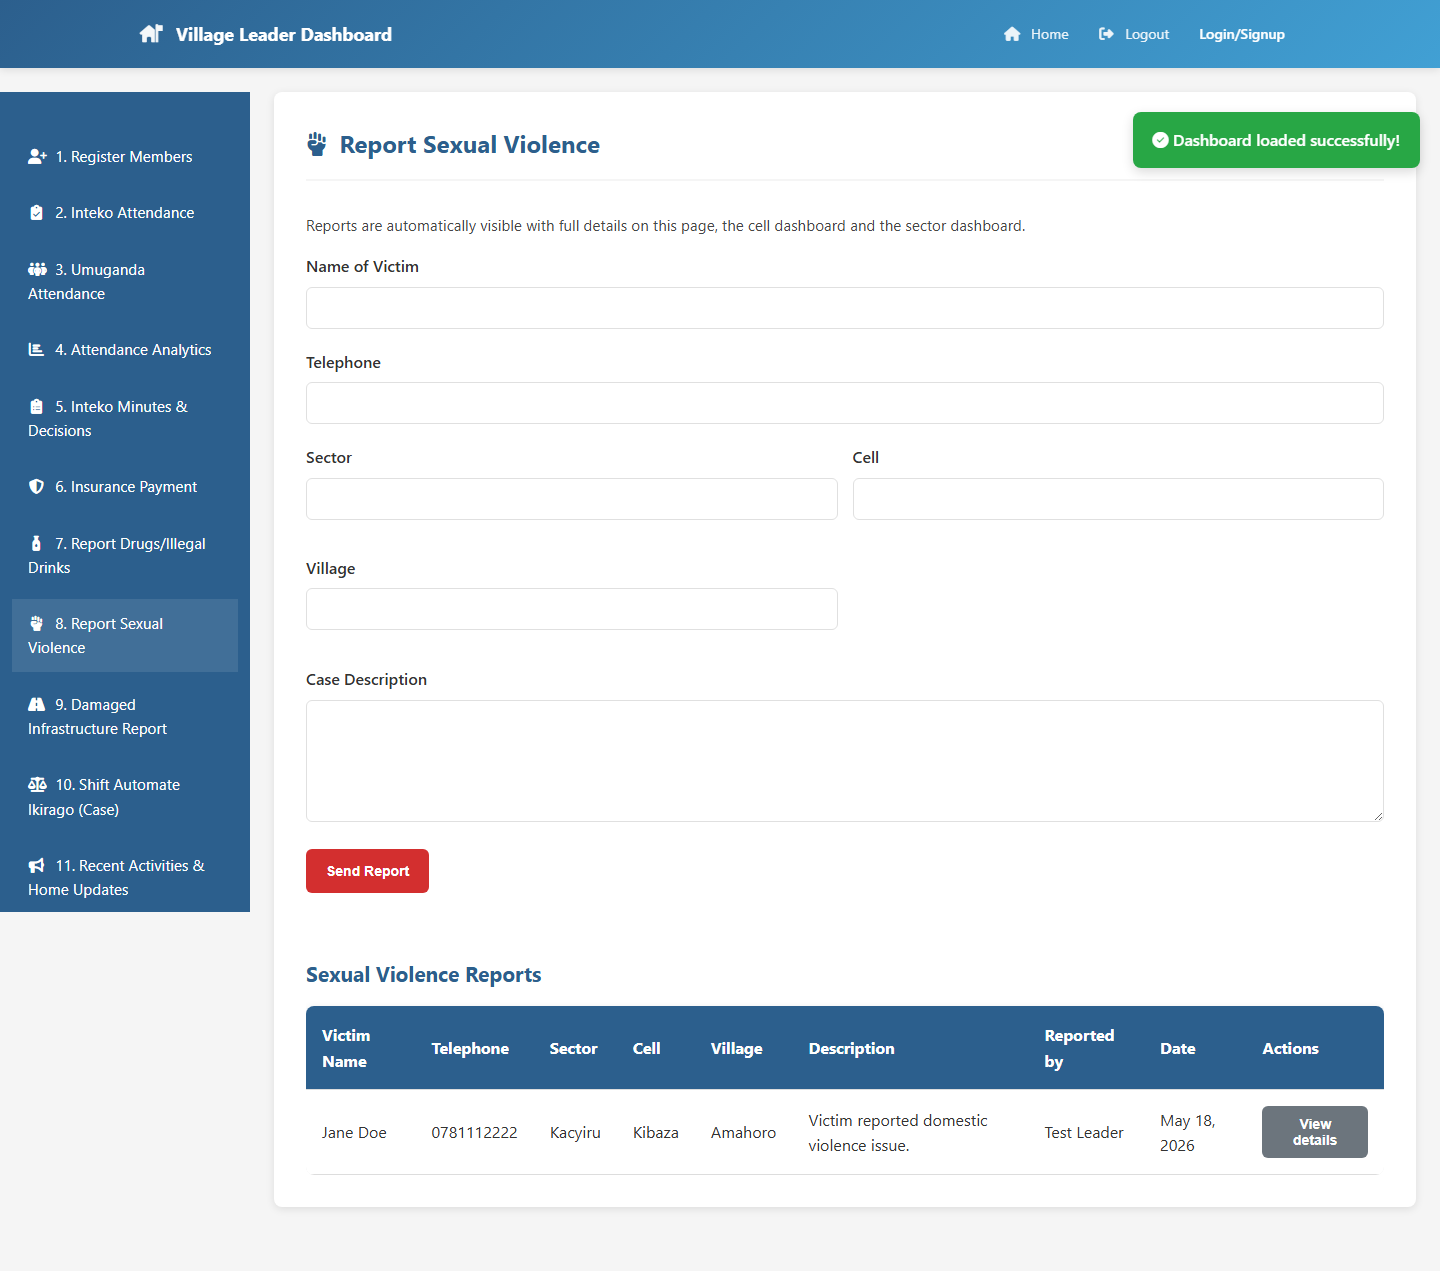 Village Leader Dashboard
Home
Logout
Login/Signup
1. Register Members
2. Inteko Attendance
3. Umuganda
Attendance
4. Attendance Analytics
5. Inteko Minutes &
Decisions
6. Insurance Payment
7. Report Drugs/Illegal
Drinks
8. Report Sexual
Violence
9. Damaged
Infrastructure Report
10. Shift Automate
Ikirago (Case)
11. Recent Activities &
Home Updates
Report Sexual Violence
Dashboard loaded successfully!
Reports are automatically visible with full details on this page, the cell dashboard and the sector dashboard.
Name of Victim
Telephone
Sector
Cell
Village
Case Description
Send Report
Sexual Violence Reports
Victim
Name
Telephone
Sector
Cell
Village
Description
Reported
by
Date
Actions
Jane Doe
0781112222
Kacyiru
Kibaza
Amahoro
Victim reported domestic
violence issue.
Test Leader
May 18,
2026
View
details